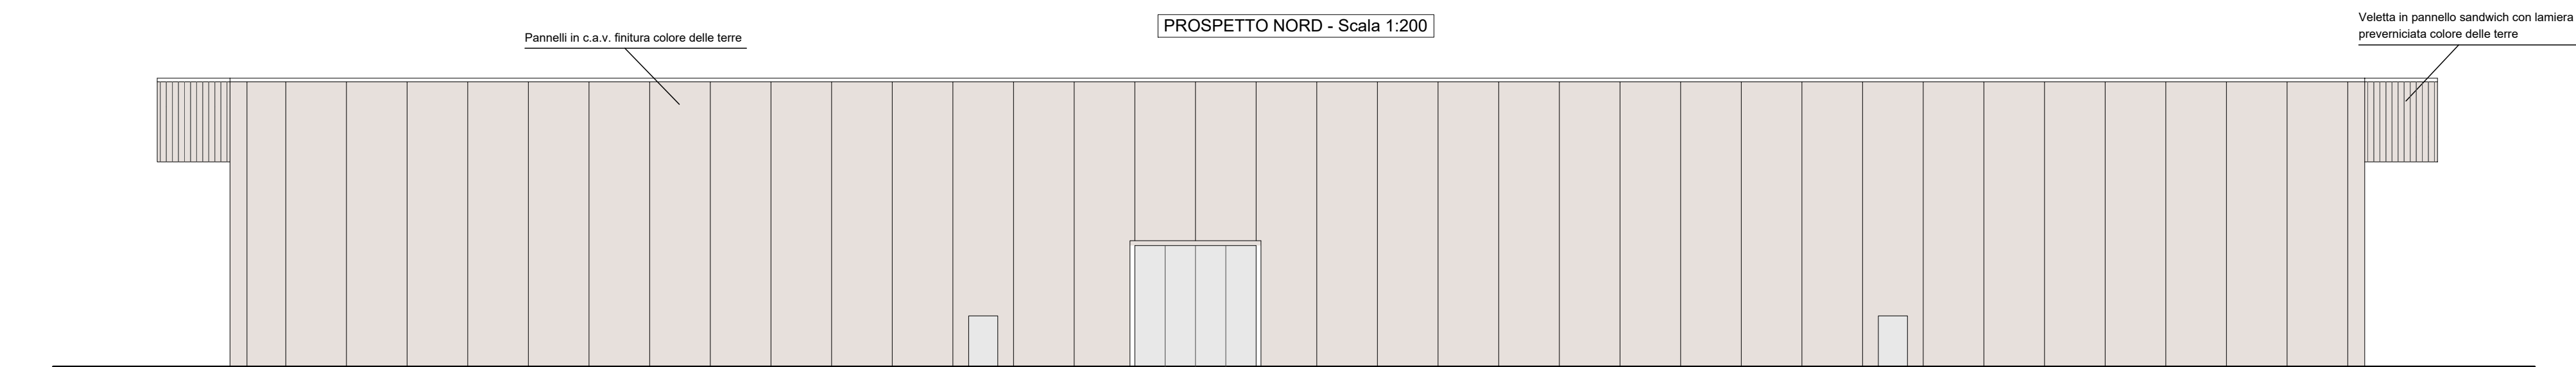 PROSPETTO NORD - Scala 1:200
Pannelli in c.a.v. finitura colore delle terre
Veletta in pannello sandwich con lamiera
preverniciata colore delle terre